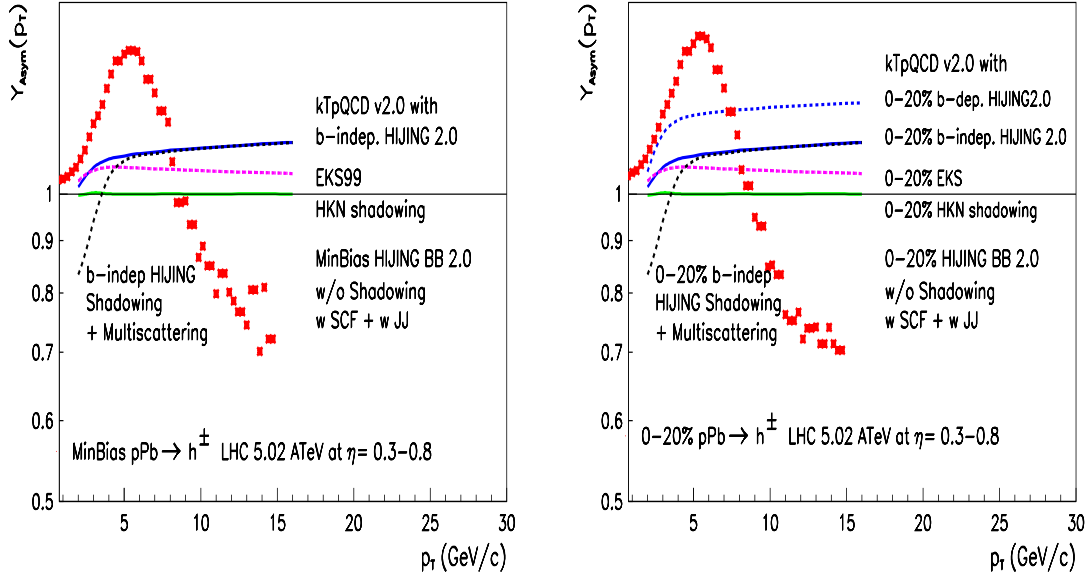 Y_Asym(p_T)
kTpQCD v2.0 with
b-indep. HIJING 2.0
EKS99
1
HKN shadowing
0.9
MinBias HIJING BB 2.0
b-indep HIJING
w/o Shadowing
0.8
Shadowing
w SCF + w JJ
+ Multiscattering
0.7
0.6
MinBias pPb → h± LHC 5.02 ATeV at η= 0.3-0.8
0.5
5 10 15 20 25 30
p_T (GeV/c)
Y_Asym(p_T)
kTpQCD v2.0 with
0-20% b-dep. HIJING2.0
0-20% b-indep. HIJING 2.0
0-20% EKS
1
0-20% HKN shadowing
0.9
0-20% HIJING BB 2.0
0-20% b-indep
w/o Shadowing
0.8
HIJING Shadowing
w SCF + w JJ
+ Multiscattering
0.7
0.6
0-20% pPb → h± LHC 5.02 ATeV at η= 0.3-0.8
0.5
5 10 15 20 25 30
p_T (GeV/c)